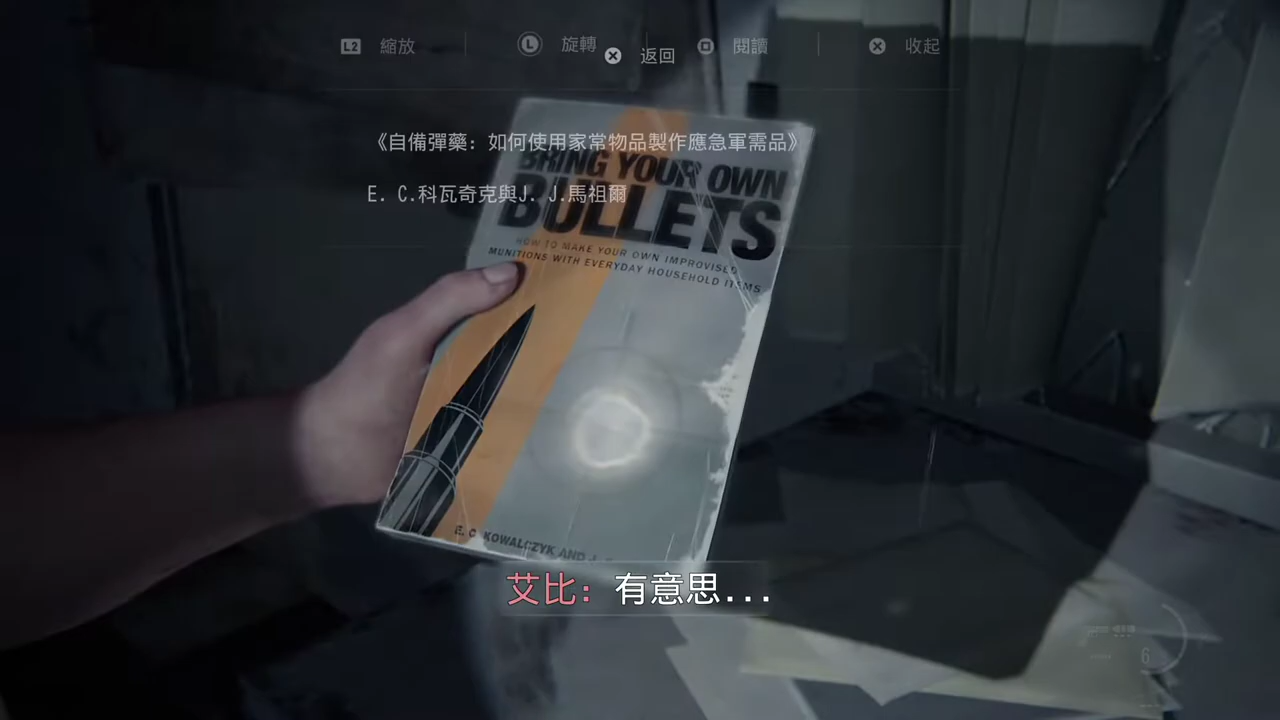 L2 縮放
L 旋轉
返回
閱讀
收起
《自備彈藥：如何使用家常物品製作應急軍需品》
E. C.科瓦奇克與J. J.馬祖爾
BRING YOUR OWN
BULLETS
HOW TO MAKE YOUR OWN IMPROVISED
MUNITIONS WITH EVERYDAY HOUSEHOLD ITEMS
E. C. KOWALCZYK AND J.
艾比：有意思...
6